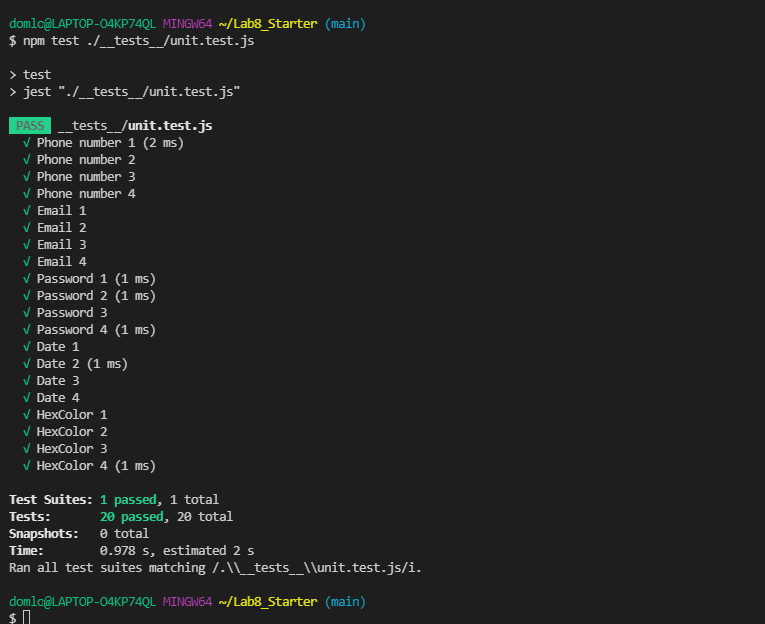 domlc@LAPTOP-O4KP74QL MINGW64 ~/Lab8_Starter (main)
$ npm test ./__tests__/unit.test.js
> test
> jest "./__tests__/unit.test.js"
PASS __tests__/unit.test.js
√ Phone number 1 (2 ms)
√ Phone number 2
√ Phone number 3
√ Phone number 4
√ Email 1
√ Email 2
√ Email 3
√ Email 4
√ Password 1 (1 ms)
√ Password 2 (1 ms)
√ Password 3
√ Password 4 (1 ms)
√ Date 1
√ Date 2 (1 ms)
√ Date 3
√ Date 4
√ HexColor 1
√ HexColor 2
√ HexColor 3
√ HexColor 4 (1 ms)
Test Suites: 1 passed, 1 total
Tests:       20 passed, 20 total
Snapshots:   0 total
Time:        0.978 s, estimated 2 s
Ran all test suites matching /.\\__tests__\\unit.test.js/i.
domlc@LAPTOP-O4KP74QL MINGW64 ~/Lab8_Starter (main)
$